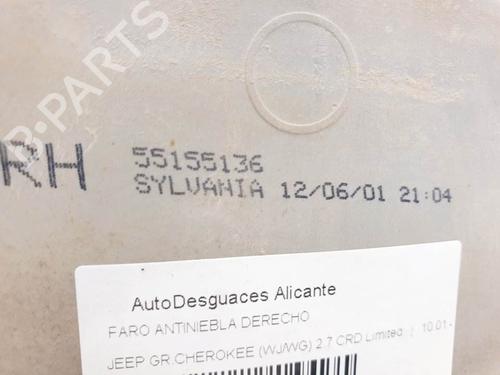 B-PARTS
RH
55155136
SYLVANIA 12/06/01 21:04
AutoDesguaces Alicante
FARO ANTINIEBLA DERECHO
JEEP GR.CHEROKEE (WJ/WG) 2.7 CRD Limited | 10.01 -